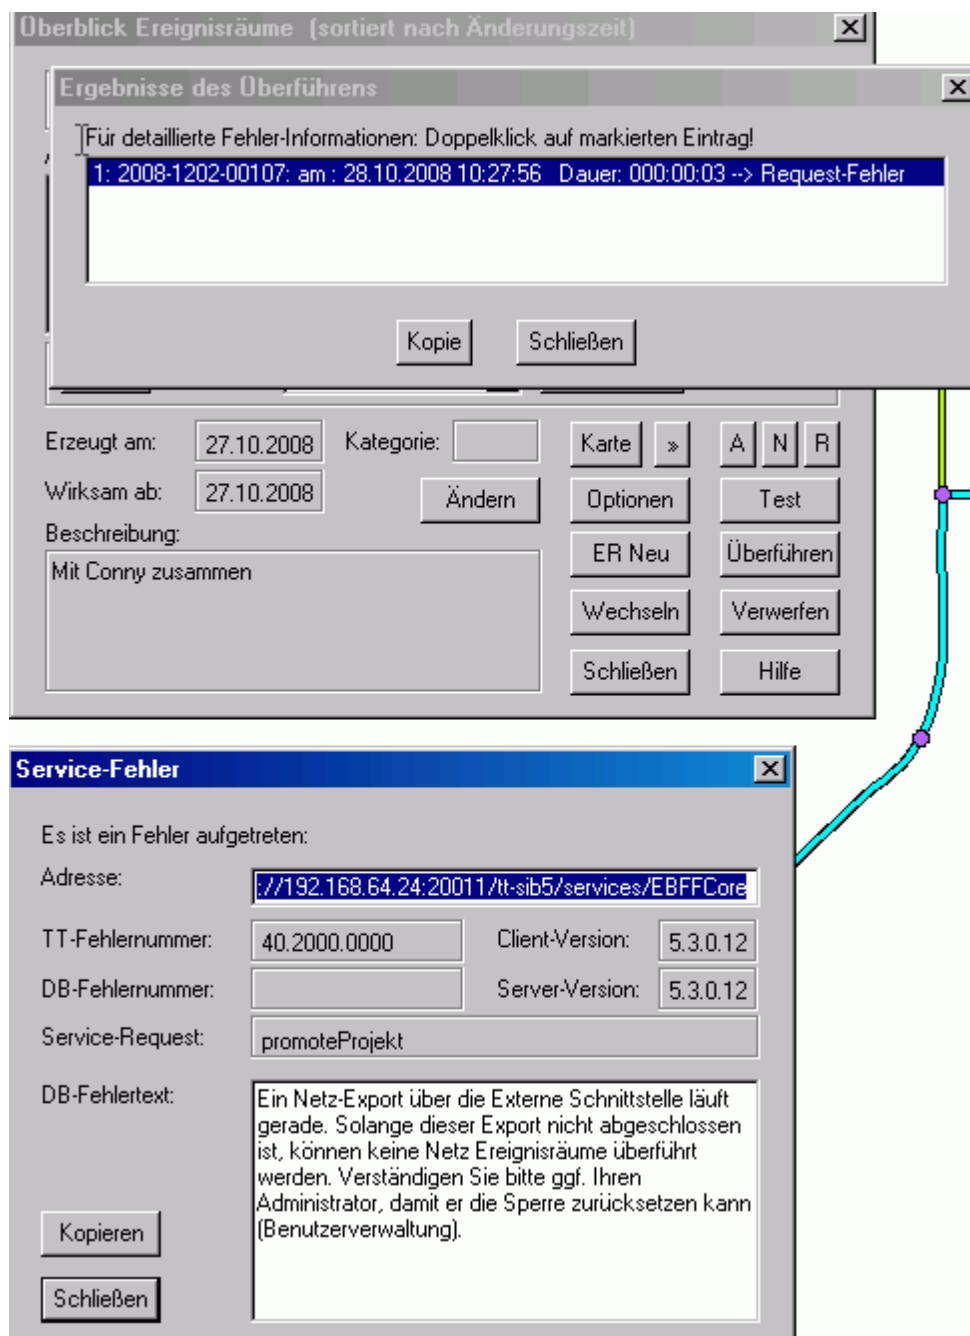 Überblick Ereignisräume (sortiert nach Änderungszeit)
Ergebnisse des Überführens
Für detaillierte Fehler-Informationen: Doppelklick auf markierten Eintrag!
1: 2008-1202-00107: am : 28.10.2008 10:27:56 Dauer: 000:00:03 --> Request-Fehler
Kopie Schließen
Erzeugt am: 27.10.2008 Kategorie: Karte » A N R
Wirksam ab: 27.10.2008 Ändern Optionen Test
Beschreibung:
Mit Conny zusammen
ER Neu Überführen
Wechseln Verwerfen
Schließen Hilfe
Service-Fehler
Es ist ein Fehler aufgetreten:
Adresse: ://192.168.64.24:20011/tt-sib5/services/EBFFCore
TT-Fehlernummer: 40.2000.0000 Client-Version: 5.3.0.12
DB-Fehlernummer: Server-Version: 5.3.0.12
Service-Request: promoteProjekt
DB-Fehlertext:
Ein Netz-Export über die Externe Schnittstelle läuft
gerade. Solange dieser Export nicht abgeschlossen
ist, können keine Netz Ereignisräume überführt
werden. Verständigen Sie bitte ggf. Ihren
Administrator, damit er die Sperre zurücksetzen kann
(Benutzerverwaltung).
Kopieren
Schließen